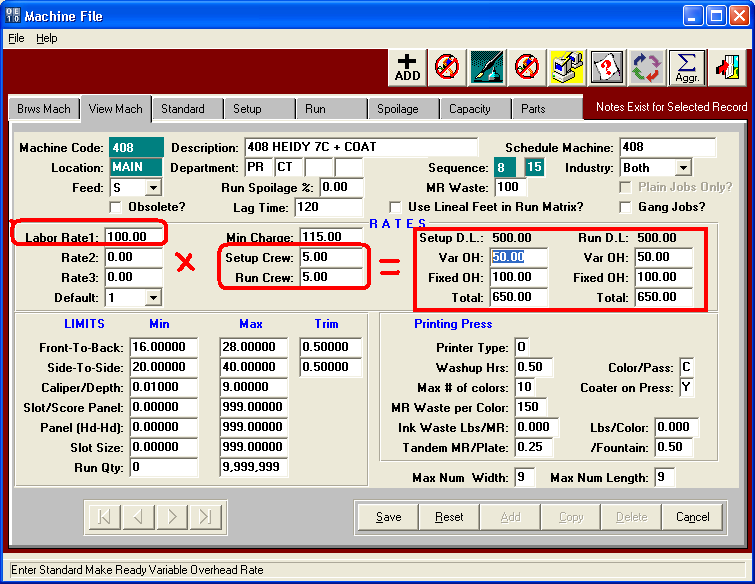 Machine File
File Help
ADD Aggr.
Brws Mach View Mach Standard Setup Run Spoilage Capacity Parts Notes Exist for Selected Record
Machine Code: 408 Description: 408 HEIDY 7C + COAT Schedule Machine: 408
Location: MAIN Department: PR CT Sequence: 8 15 Industry: Both
Feed: S Run Spoilage %: 0.00 MR Waste: 100 Plain Jobs Only?
Obsolete? Lag Time: 120 Use Lineal Feet in Run Matrix? Gang Jobs?
RATES
Labor Rate1: 100.00 Min Charge: 115.00 Setup D.L.: 500.00 Run D.L: 500.00
Rate2: 0.00 × Setup Crew: 5.00 = Var OH: 50.00 Var OH: 50.00
Rate3: 0.00 Run Crew: 5.00 Fixed OH: 100.00 Fixed OH: 100.00
Default: 1 Total: 650.00 Total: 650.00
LIMITS Min Max Trim Printing Press
Front-To-Back: 16.00000 28.00000 0.50000 Printer Type: O
Side-To-Side: 20.00000 40.00000 0.50000 Washup Hrs: 0.50 Color/Pass: C
Caliper/Depth: 0.01000 9.00000 Max # of colors: 10 Coater on Press: Y
Slot/Score Panel: 0.00000 999.00000 MR Waste per Color: 150
Panel (Hd-Hd): 0.00000 999.00000 Ink Waste Lbs/MR: 0.000 Lbs/Color: 0.000
Slot Size: 0.00000 999.00000 Tandem MR/Plate: 0.25 /Fountain: 0.50
Run Qty: 0 9,999,999
Max Num Width: 9 Max Num Length: 9
Save Reset Add Copy Delete Cancel
Enter Standard Make Ready Variable Overhead Rate